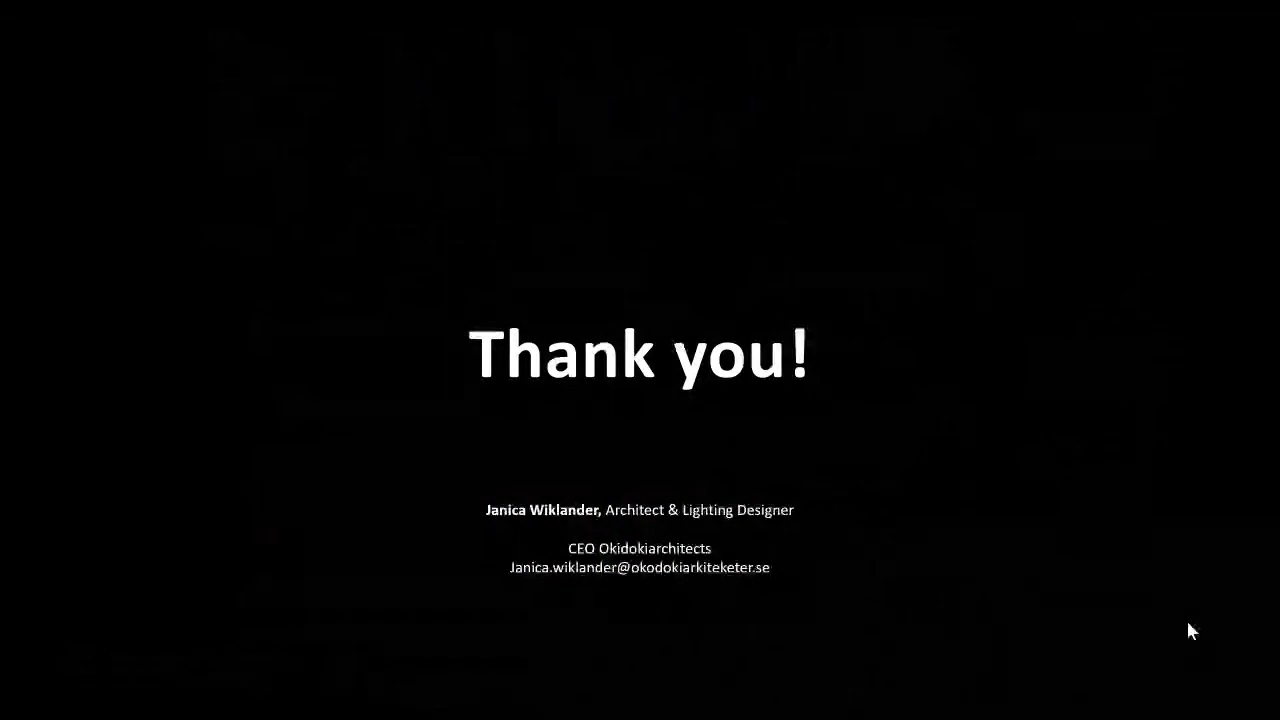 Thank you!
Janica Wiklander, Architect & Lighting Designer
CEO Okidokiarchitects
Janica.wiklander@okodokiarkiteketer.se